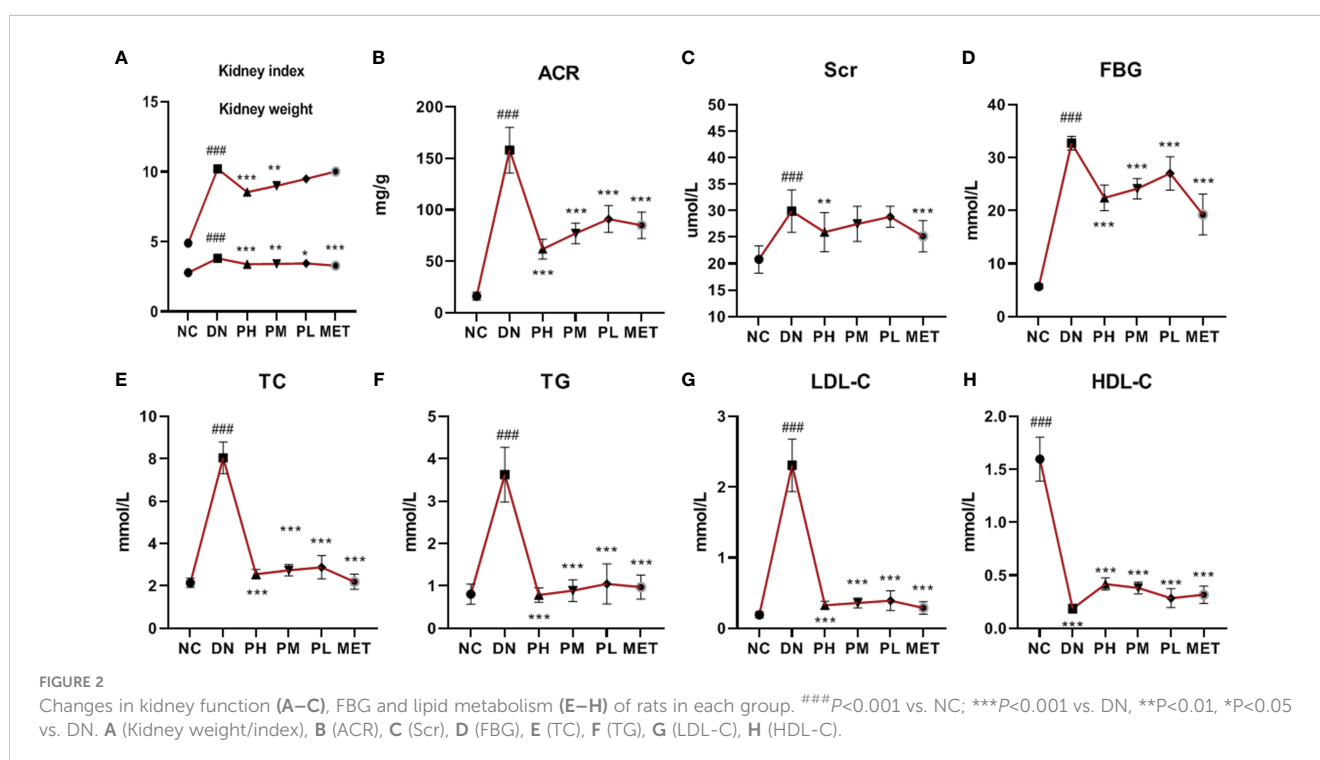 A
Kidney index
Kidney weight
15
10
5
0
###
***
**
###
***
**
*
***
NC DN PH PM PL MET
B
ACR
mg/g
200
150
100
50
0
###
***
***
***
***
NC DN PH PM PL MET
C
Scr
umol/L
50
45
40
35
30
25
20
15
10
###
**
***
NC DN PH PM PL MET
D
FBG
mmol/L
40
30
20
10
0
###
***
***
***
***
NC DN PH PM PL MET
E
TC
mmol/L
10
8
6
4
2
0
###
***
***
***
***
NC DN PH PM PL MET
F
TG
mmol/L
5
4
3
2
1
0
###
***
***
***
***
NC DN PH PM PL MET
G
LDL-C
mmol/L
3
2
1
0
###
***
***
***
***
NC DN PH PM PL MET
H
HDL-C
mmol/L
2.0
1.5
1.0
0.5
0.0
###
***
***
***
***
***
NC DN PH PM PL MET
FIGURE 2
Changes in kidney function (A–C), FBG and lipid metabolism (E–H) of rats in each group. ###P<0.001 vs. NC; ***P<0.001 vs. DN, **P<0.01, *P<0.05
vs. DN. A (Kidney weight/index), B (ACR), C (Scr), D (FBG), E (TC), F (TG), G (LDL-C), H (HDL-C).